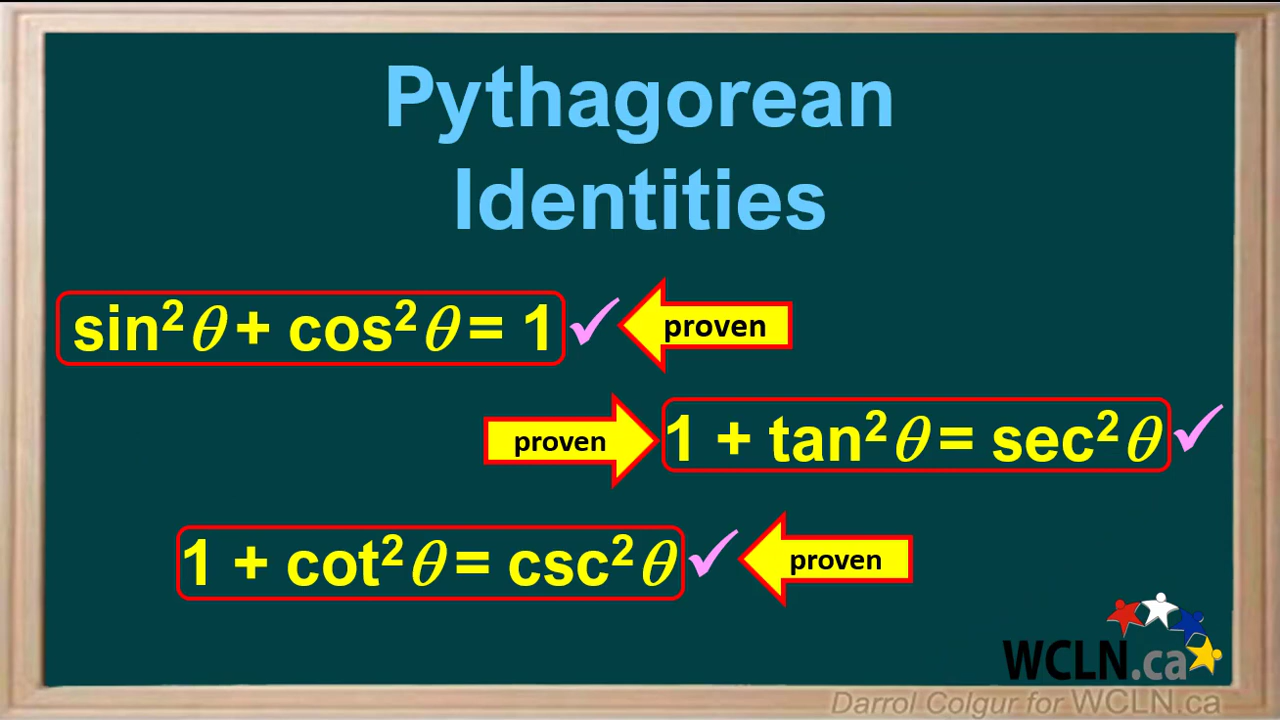 Pythagorean
Identities
sin²θ + cos²θ = 1 ✓ proven
proven 1 + tan²θ = sec²θ ✓
1 + cot²θ = csc²θ ✓ proven
WCLN.ca
Darrol Colgur for WCLN.ca